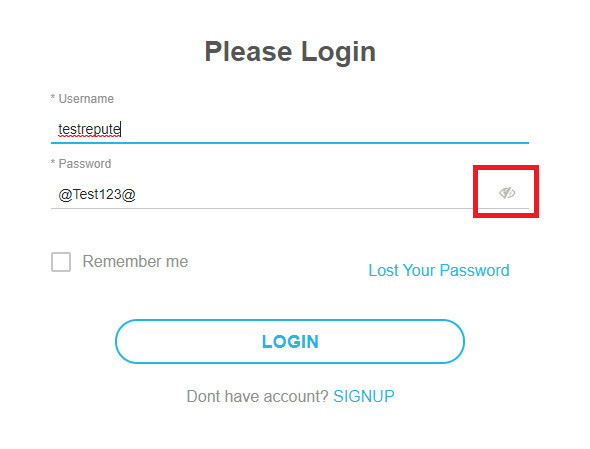 Please Login
* Username
testrepute
* Password
@Test123@
Remember me
Lost Your Password
LOGIN
Dont have account? SIGNUP